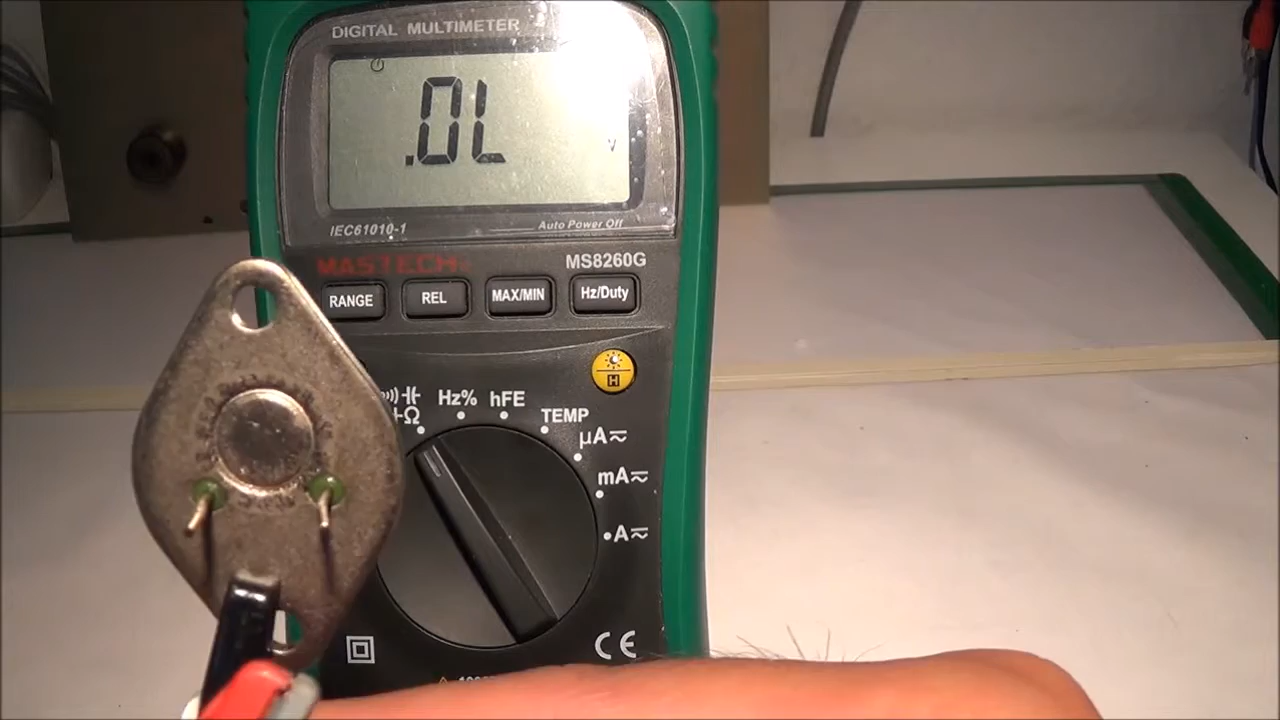 DIGITAL MULTIMETER
.0L
V
IEC61010-1
Auto Power Off
MASTECH
MS8260G
RANGE
REL
MAX/MIN
Hz/Duty
H
Hz%
hFE
Ω
TEMP
µA
mA
A
CE